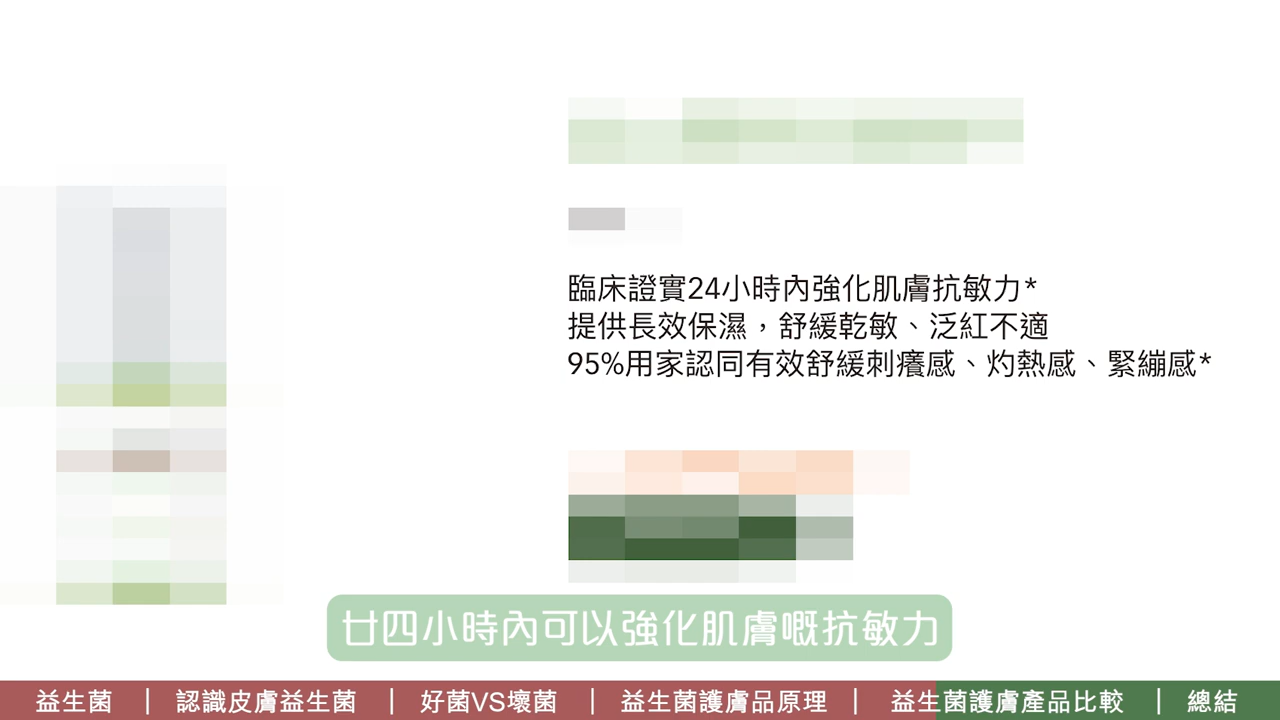 臨床證實24小時內強化肌膚抗敏力*
提供長效保濕，舒緩乾敏、泛紅不適
95%用家認同有效舒緩刺癢感、灼熱感、緊繃感*
廿四小時內可以強化肌膚嘅抗敏力
益生菌 | 認識皮膚益生菌 | 好菌VS壞菌 | 益生菌護膚品原理 | 益生菌護膚產品比較 | 總結